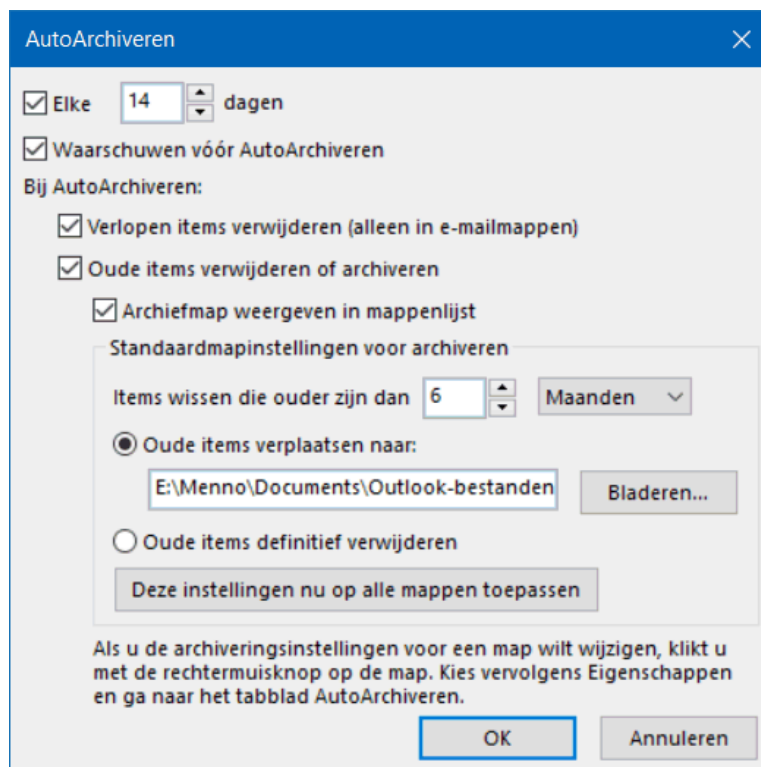 AutoArchiveren
Elke 14 dagen
Waarschuwen vóór AutoArchiveren
Bij AutoArchiveren:
Verlopen items verwijderen (alleen in e-mailmappen)
Oude items verwijderen of archiveren
Archiefmap weergeven in mappenlijst
Standaardmapinstellingen voor archiveren
Items wissen die ouder zijn dan 6 Maanden
Oude items verplaatsen naar:
E:\Menno\Documents\Outlook-bestanden Bladeren...
Oude items definitief verwijderen
Deze instellingen nu op alle mappen toepassen
Als u de archiveringsinstellingen voor een map wilt wijzigen, klikt u
met de rechtermuisknop op de map. Kies vervolgens Eigenschappen
en ga naar het tabblad AutoArchiveren.
OK Annuleren